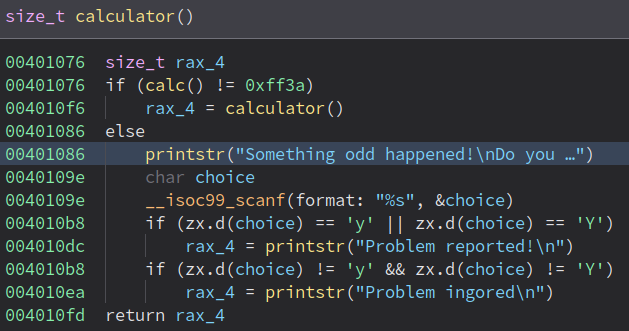 size_t calculator()
00401076 size_t rax_4
00401076 if (calc() != 0xff3a)
004010f6 rax_4 = calculator()
00401086 else
00401086 printstr("Something odd happened!\nDo you …")
0040109e char choice
0040109e __isoc99_scanf(format: "%s", &choice)
004010b8 if (zx.d(choice) == 'y' || zx.d(choice) == 'Y')
004010dc rax_4 = printstr("Problem reported!\n")
004010b8 if (zx.d(choice) != 'y' && zx.d(choice) != 'Y')
004010ea rax_4 = printstr("Problem ingored\n")
004010fd return rax_4